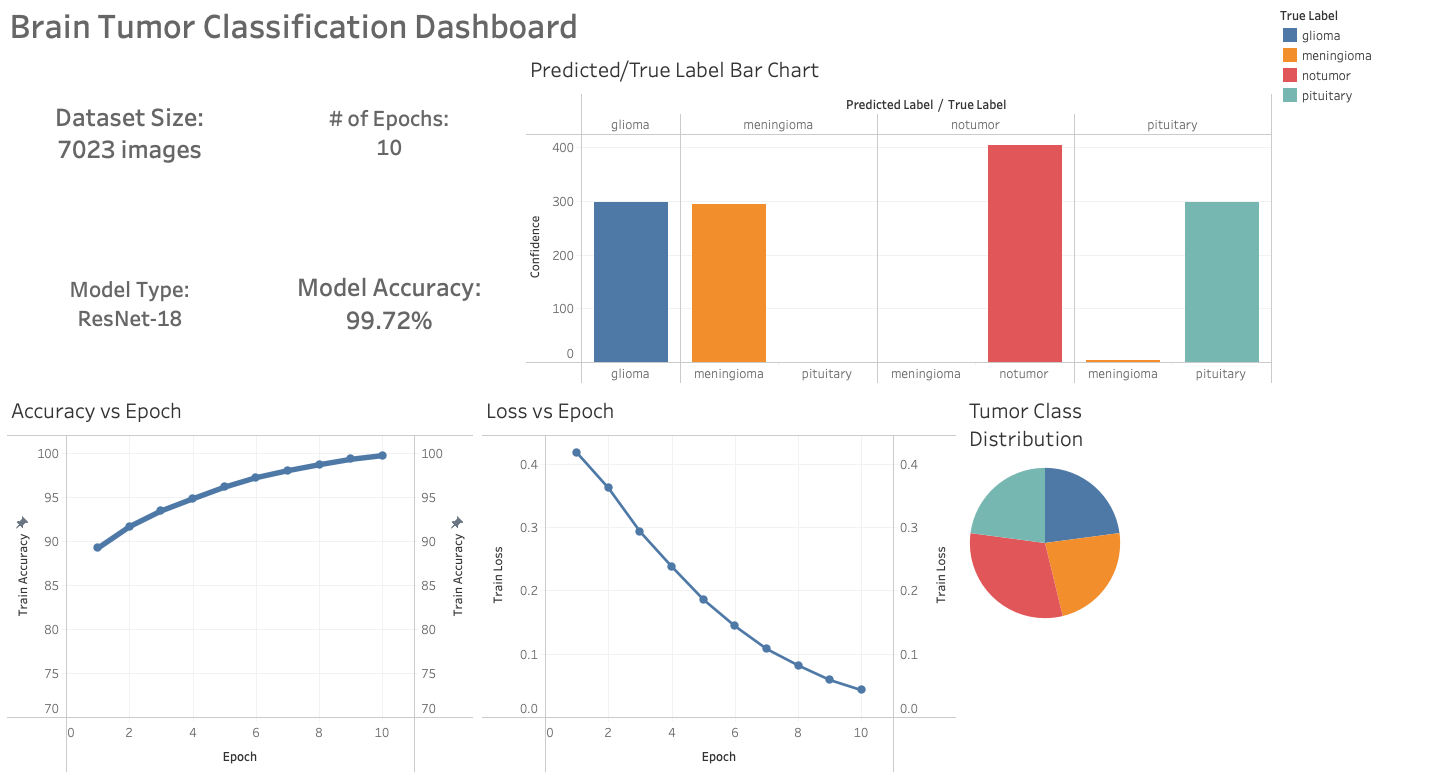 Brain Tumor Classification Dashboard
True Label
glioma
meningioma
notumor
pituitary
Dataset Size:
7023 images
# of Epochs:
10
Model Type:
ResNet-18
Model Accuracy:
99.72%
Predicted/True Label Bar Chart
Predicted Label / True Label
glioma meningioma notumor pituitary
Confidence
400
300
200
100
0
glioma meningioma pituitary meningioma notumor meningioma pituitary
Accuracy vs Epoch
Train Accuracy
100
95
90
85
80
75
70
100
95
90
85
80
75
70
Train Accuracy
0 2 4 6 8 10
Epoch
Loss vs Epoch
Train Loss
0.4
0.3
0.2
0.1
0.0
0.4
0.3
0.2
0.1
0.0
Train Loss
0 2 4 6 8 10
Epoch
Tumor Class
Distribution